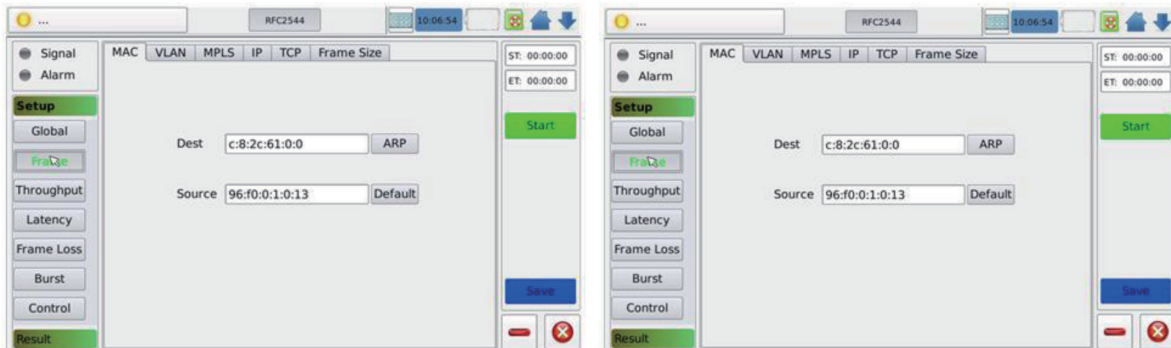 ... RFC2544 10:06:54
Signal
Alarm
MAC VLAN MPLS IP TCP Frame Size
ST: 00:00:00
ET: 00:00:00
Setup
Global
Frame
Throughput
Latency
Frame Loss
Burst
Control
Result
Dest c:8:2c:61:0:0 ARP
Source 96:f0:0:1:0:13 Default
Start
Save
... RFC2544 10:06:54
Signal
Alarm
MAC VLAN MPLS IP TCP Frame Size
ST: 00:00:00
ET: 00:00:00
Setup
Global
Frame
Throughput
Latency
Frame Loss
Burst
Control
Result
Dest c:8:2c:61:0:0 ARP
Source 96:f0:0:1:0:13 Default
Start
Save